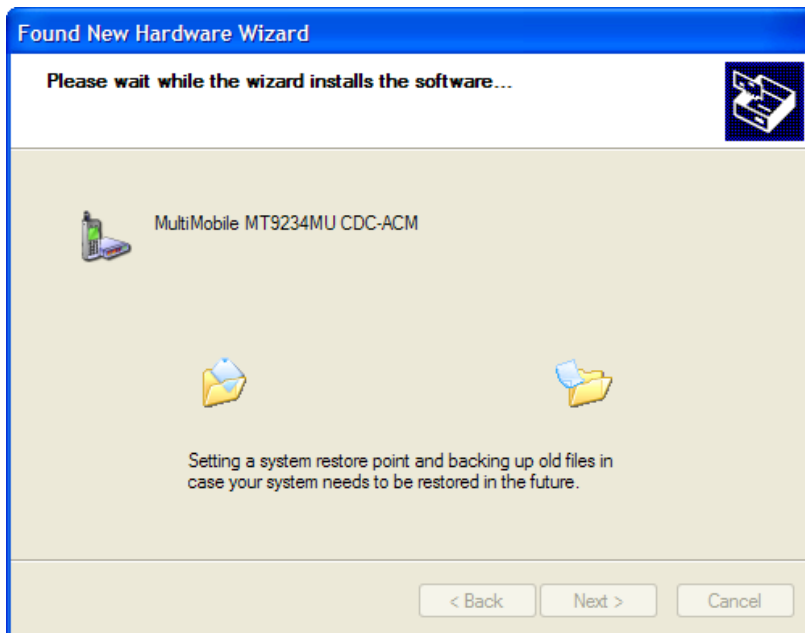 Found New Hardware Wizard
Please wait while the wizard installs the software...
MultiMobile MT9234MU CDC-ACM
Setting a system restore point and backing up old files in
case your system needs to be restored in the future.
< Back
Next >
Cancel